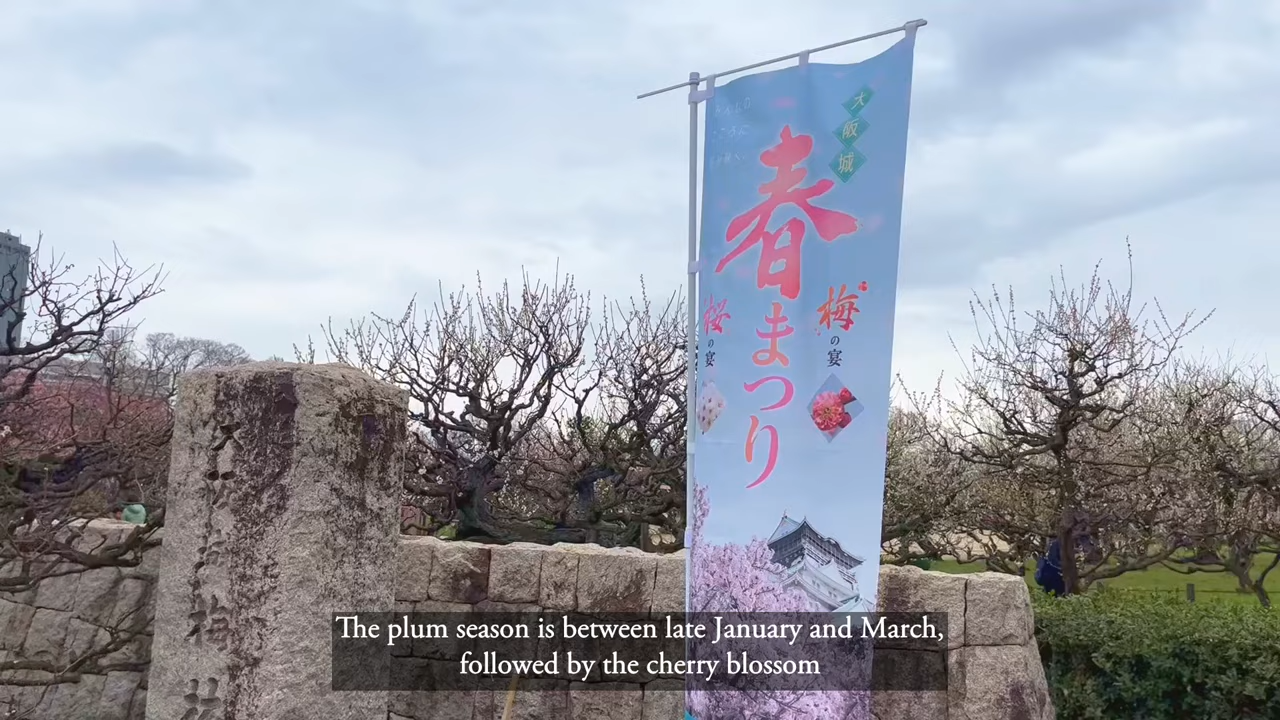 大阪城
春まつり
梅の宴
桜の宴
The plum season is between late January and March,
followed by the cherry blossom